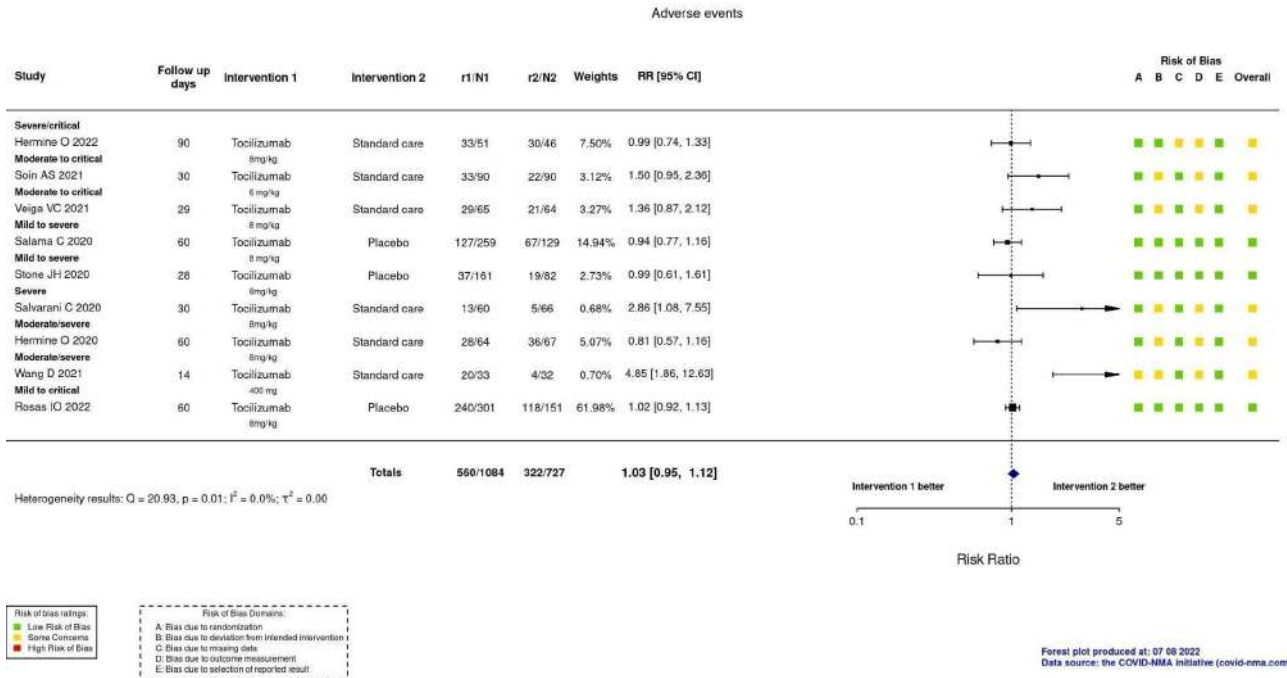 Adverse events
Risk of Bias
Study Follow up days Intervention 1 Intervention 2 r1/N1 r2/N2 Weights RR [95% CI] A B C D E Overall
Severe/critical
Hermine O 2022 90 Tocilizumab Standard care 33/51 30/46 7.50% 0.99 [0.74, 1.33]
Moderate to critical 8mg/kg
Soin AS 2021 30 Tocilizumab Standard care 33/90 22/90 3.12% 1.50 [0.95, 2.36]
Moderate to critical 6 mg/kg
Veiga VC 2021 29 Tocilizumab Standard care 29/65 21/64 3.27% 1.36 [0.87, 2.12]
Mild to severe 8 mg/kg
Salama C 2020 60 Tocilizumab Placebo 127/259 67/129 14.94% 0.94 [0.77, 1.16]
Mild to severe 8 mg/kg
Stone JH 2020 28 Tocilizumab Placebo 37/161 19/82 2.73% 0.99 [0.61, 1.61]
Severe 8mg/kg
Salvarani C 2020 30 Tocilizumab Standard care 13/60 5/66 0.68% 2.86 [1.08, 7.55]
Moderate/severe 8mg/kg
Hermine O 2020 60 Tocilizumab Standard care 28/64 36/67 5.07% 0.81 [0.57, 1.16]
Moderate/severe 8mg/kg
Wang D 2021 14 Tocilizumab Standard care 20/33 4/32 0.70% 4.85 [1.86, 12.63]
Mild to critical 400 mg
Rosas IO 2022 60 Tocilizumab Placebo 240/301 118/151 61.98% 1.02 [0.92, 1.13]
8mg/kg
Totals 560/1084 322/727 1.03 [0.95, 1.12]
Intervention 1 better Intervention 2 better
Heterogeneity results: Q = 20.93, p = 0.01; I² = 0.0%; τ² = 0.00
0.1 1 5
Risk Ratio
Risk of bias ratings:
Low Risk of Bias
Some Concerns
High Risk of Bias
Risk of Bias Domains:
A: Bias due to randomization
B: Bias due to deviation from intended intervention
C: Bias due to missing data
D: Bias due to outcome measurement
E: Bias due to selection of reported result
Forest plot produced at: 07 08 2022
Data source: the COVID-NMA initiative (covid-nma.com